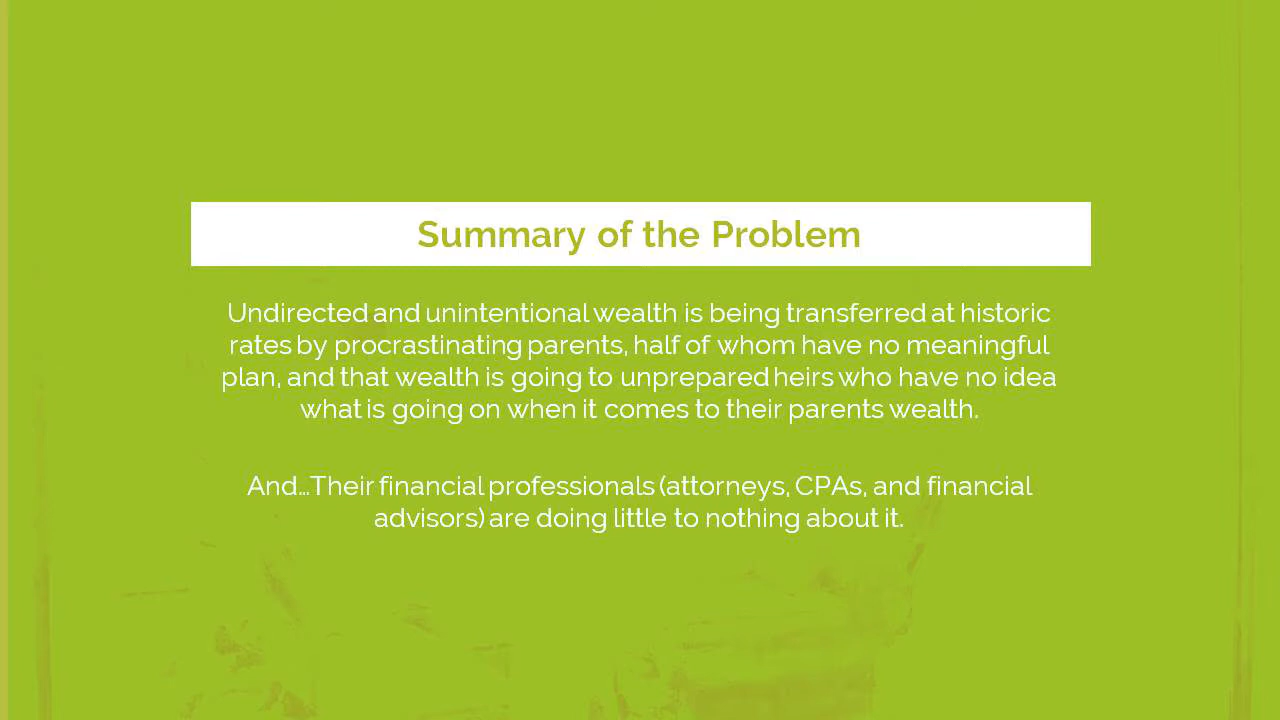 Summary of the Problem
Undirected and unintentional wealth is being transferred at historic
rates by procrastinating parents, half of whom have no meaningful
plan, and that wealth is going to unprepared heirs who have no idea
what is going on when it comes to their parents wealth.
And...Their financial professionals (attorneys, CPAs, and financial
advisors) are doing little to nothing about it.